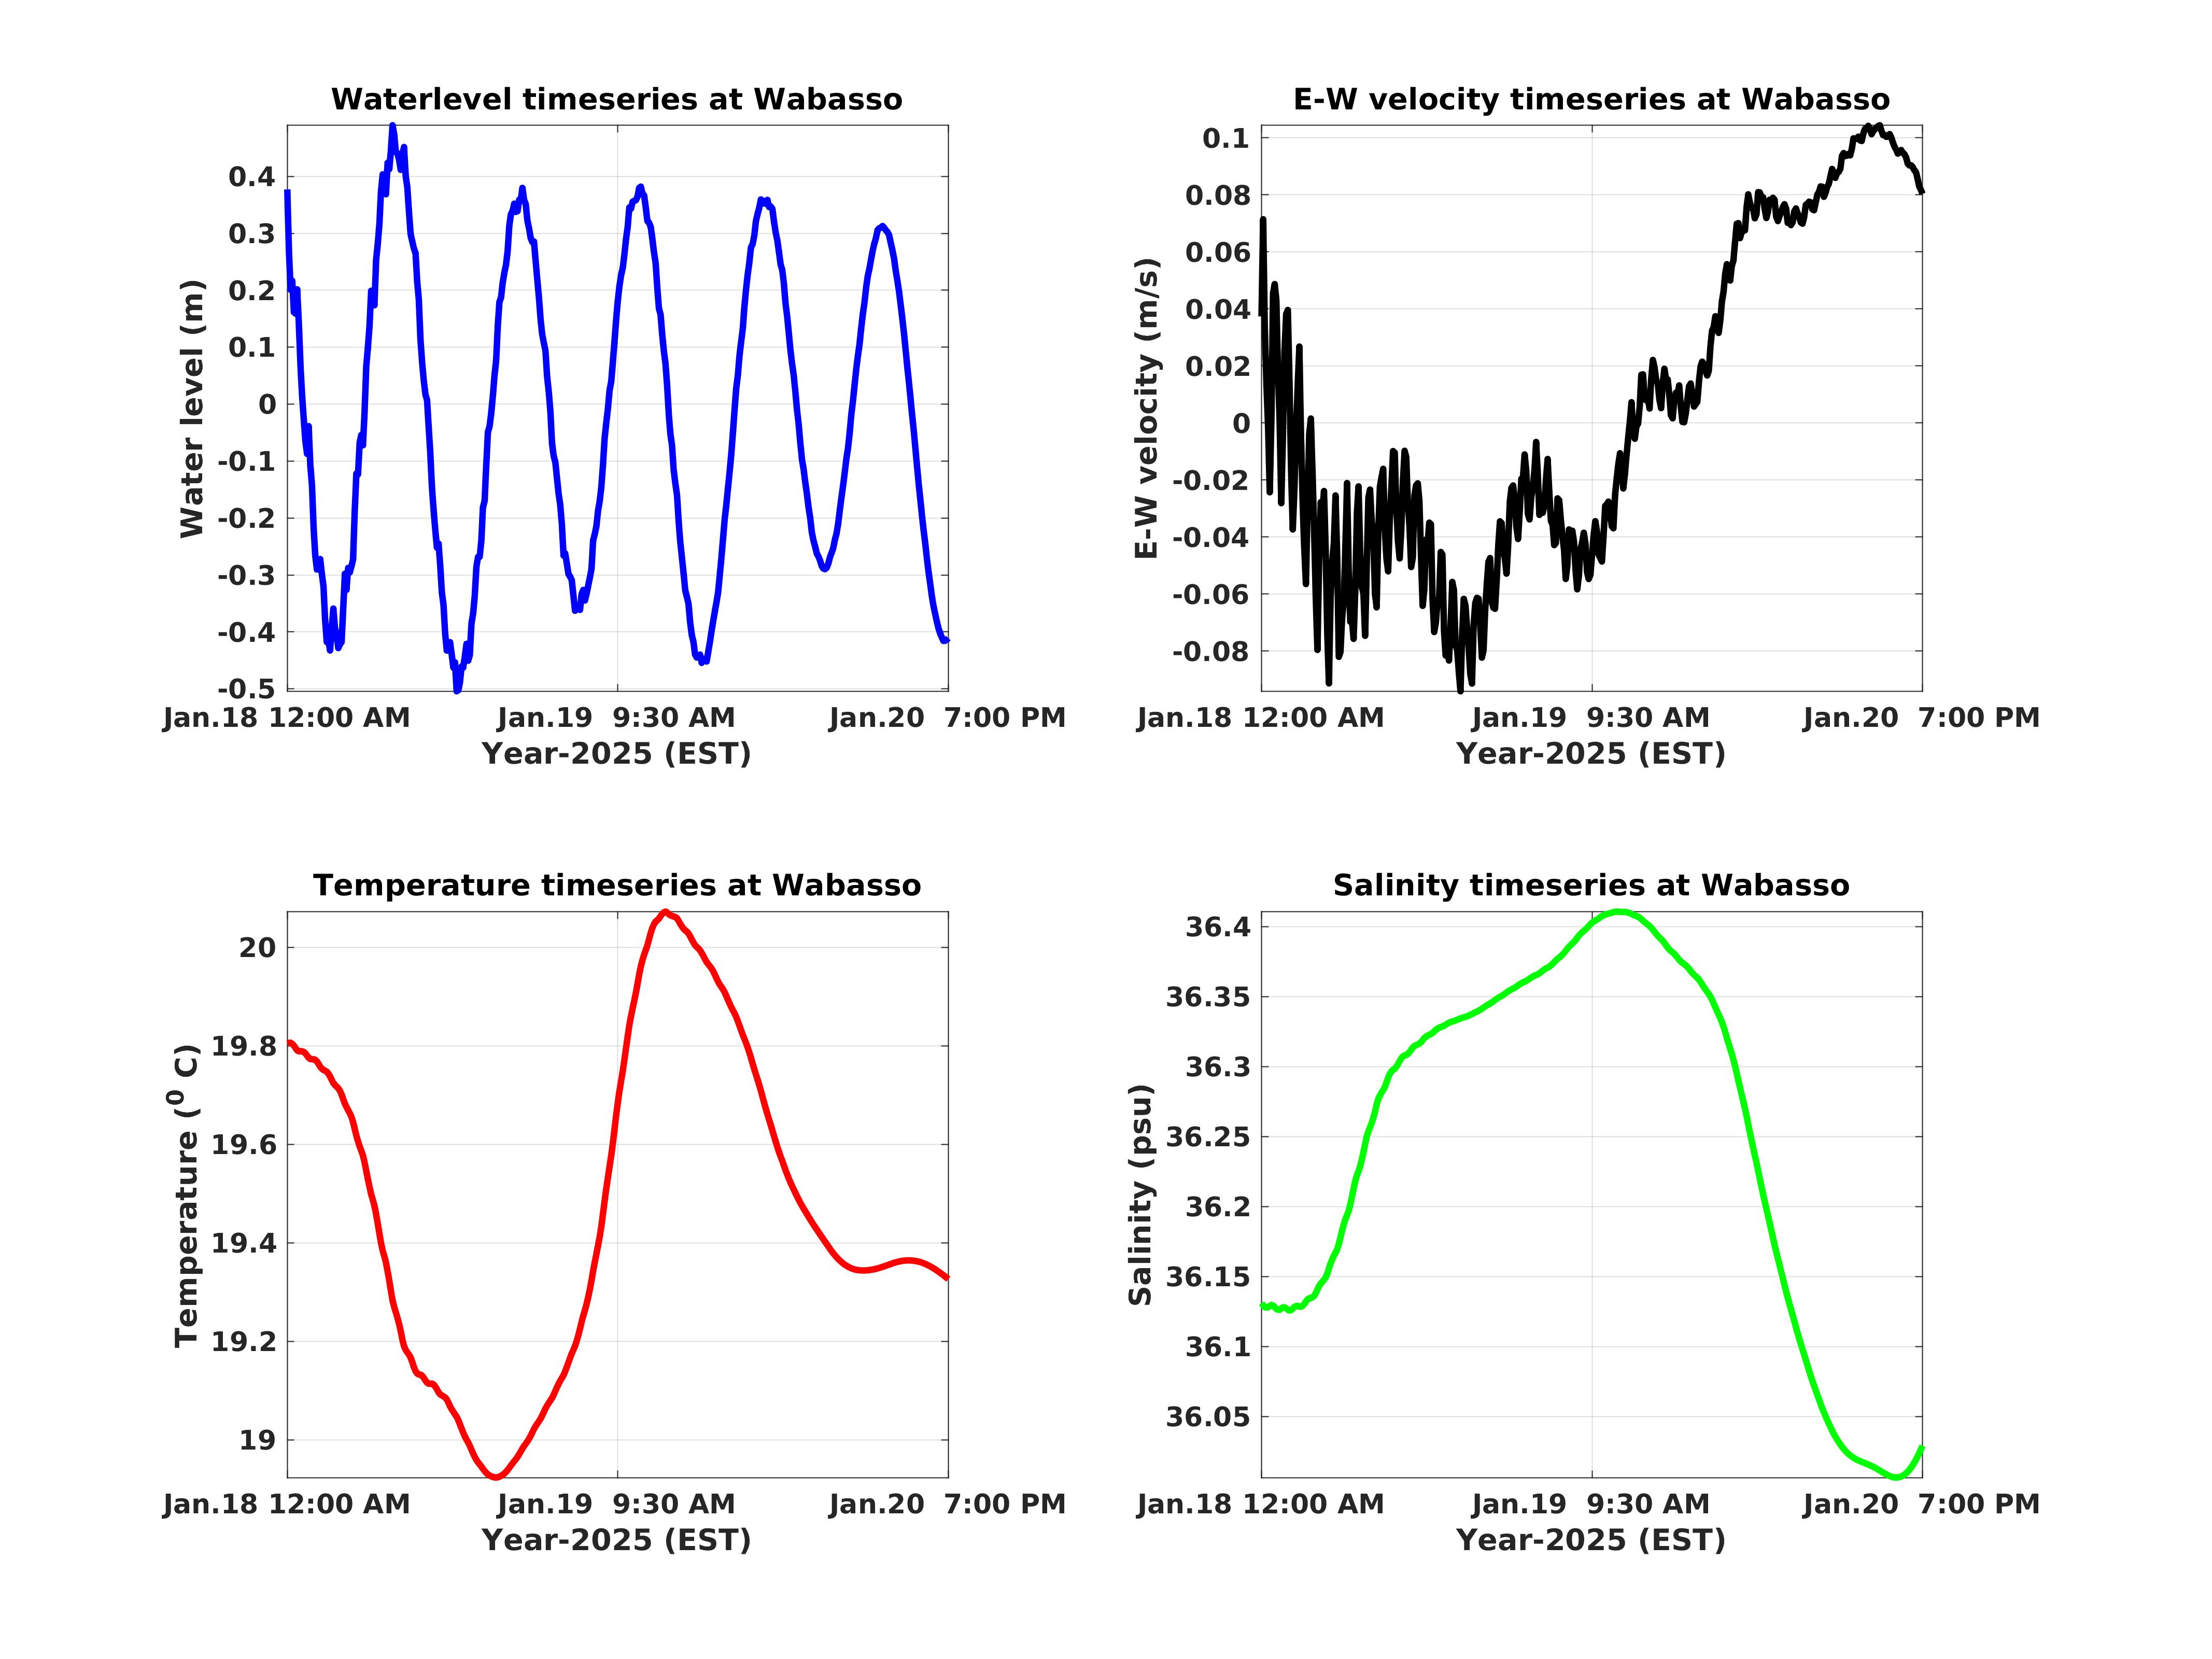 Waterlevel timeseries at Wabasso
Water level (m)
0.4
0.3
0.2
0.1
0
-0.1
-0.2
-0.3
-0.4
-0.5
Jan.18 12:00 AM
Jan.19 9:30 AM
Jan.20 7:00 PM
Year-2025 (EST)
E-W velocity timeseries at Wabasso
E-W velocity (m/s)
0.1
0.08
0.06
0.04
0.02
0
-0.02
-0.04
-0.06
-0.08
Jan.18 12:00 AM
Jan.19 9:30 AM
Jan.20 7:00 PM
Year-2025 (EST)
Temperature timeseries at Wabasso
Temperature (⁰ C)
20
19.8
19.6
19.4
19.2
19
Jan.18 12:00 AM
Jan.19 9:30 AM
Jan.20 7:00 PM
Year-2025 (EST)
Salinity timeseries at Wabasso
Salinity (psu)
36.4
36.35
36.3
36.25
36.2
36.15
36.1
36.05
Jan.18 12:00 AM
Jan.19 9:30 AM
Jan.20 7:00 PM
Year-2025 (EST)